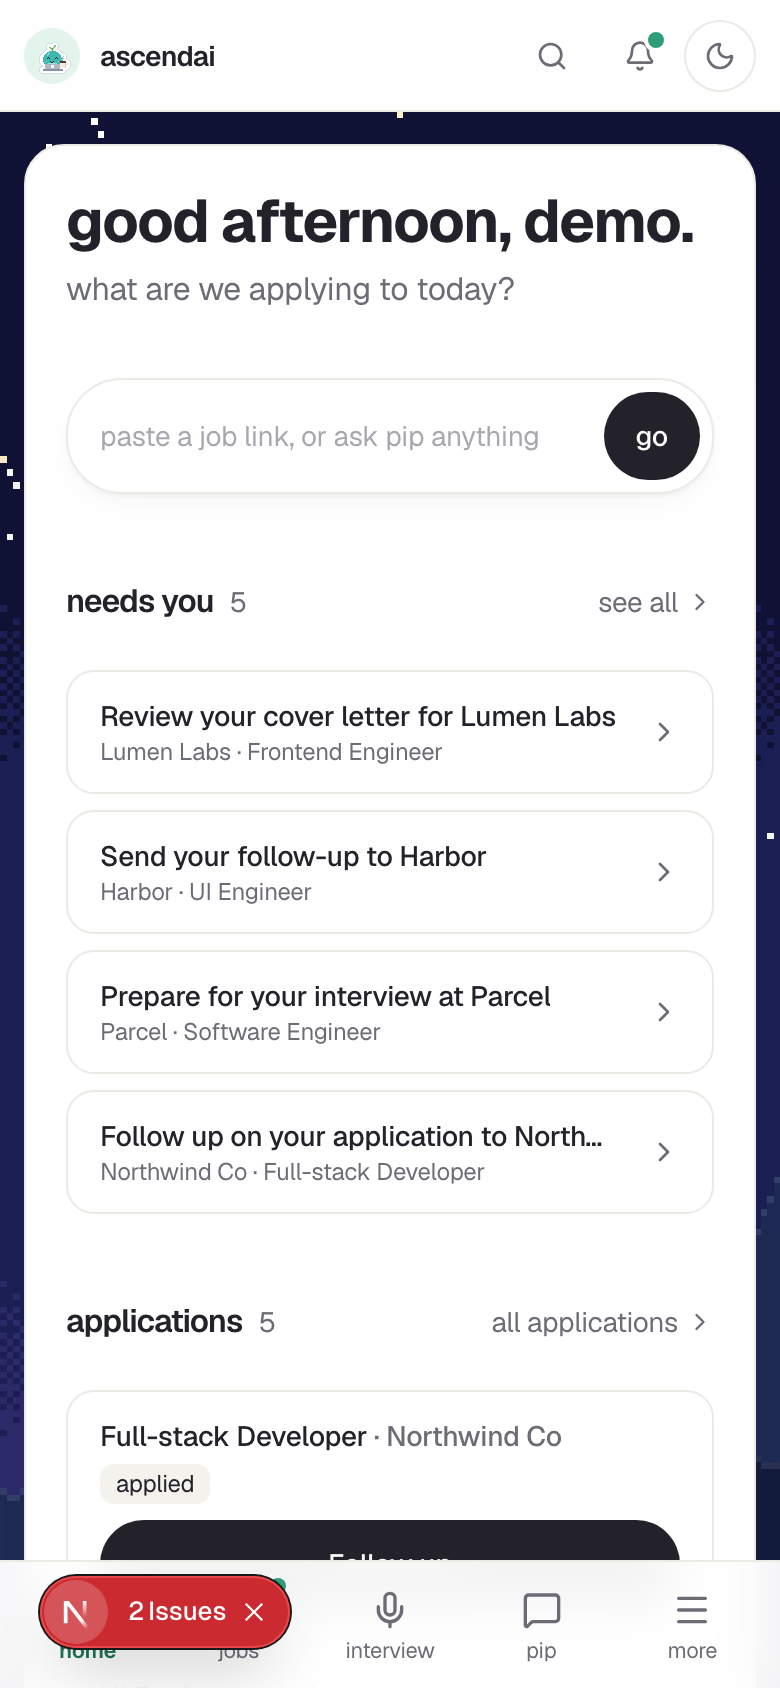 ascendai
good afternoon, demo.
what are we applying to today?
paste a job link, or ask pip anything
go
needs you 5
see all
Review your cover letter for Lumen Labs
Lumen Labs · Frontend Engineer
Send your follow-up to Harbor
Harbor · UI Engineer
Prepare for your interview at Parcel
Parcel · Software Engineer
Follow up on your application to North...
Northwind Co · Full-stack Developer
applications 5
all applications
Full-stack Developer · Northwind Co
applied
Follow up
N 2 Issues
home
jobs
interview
pip
more